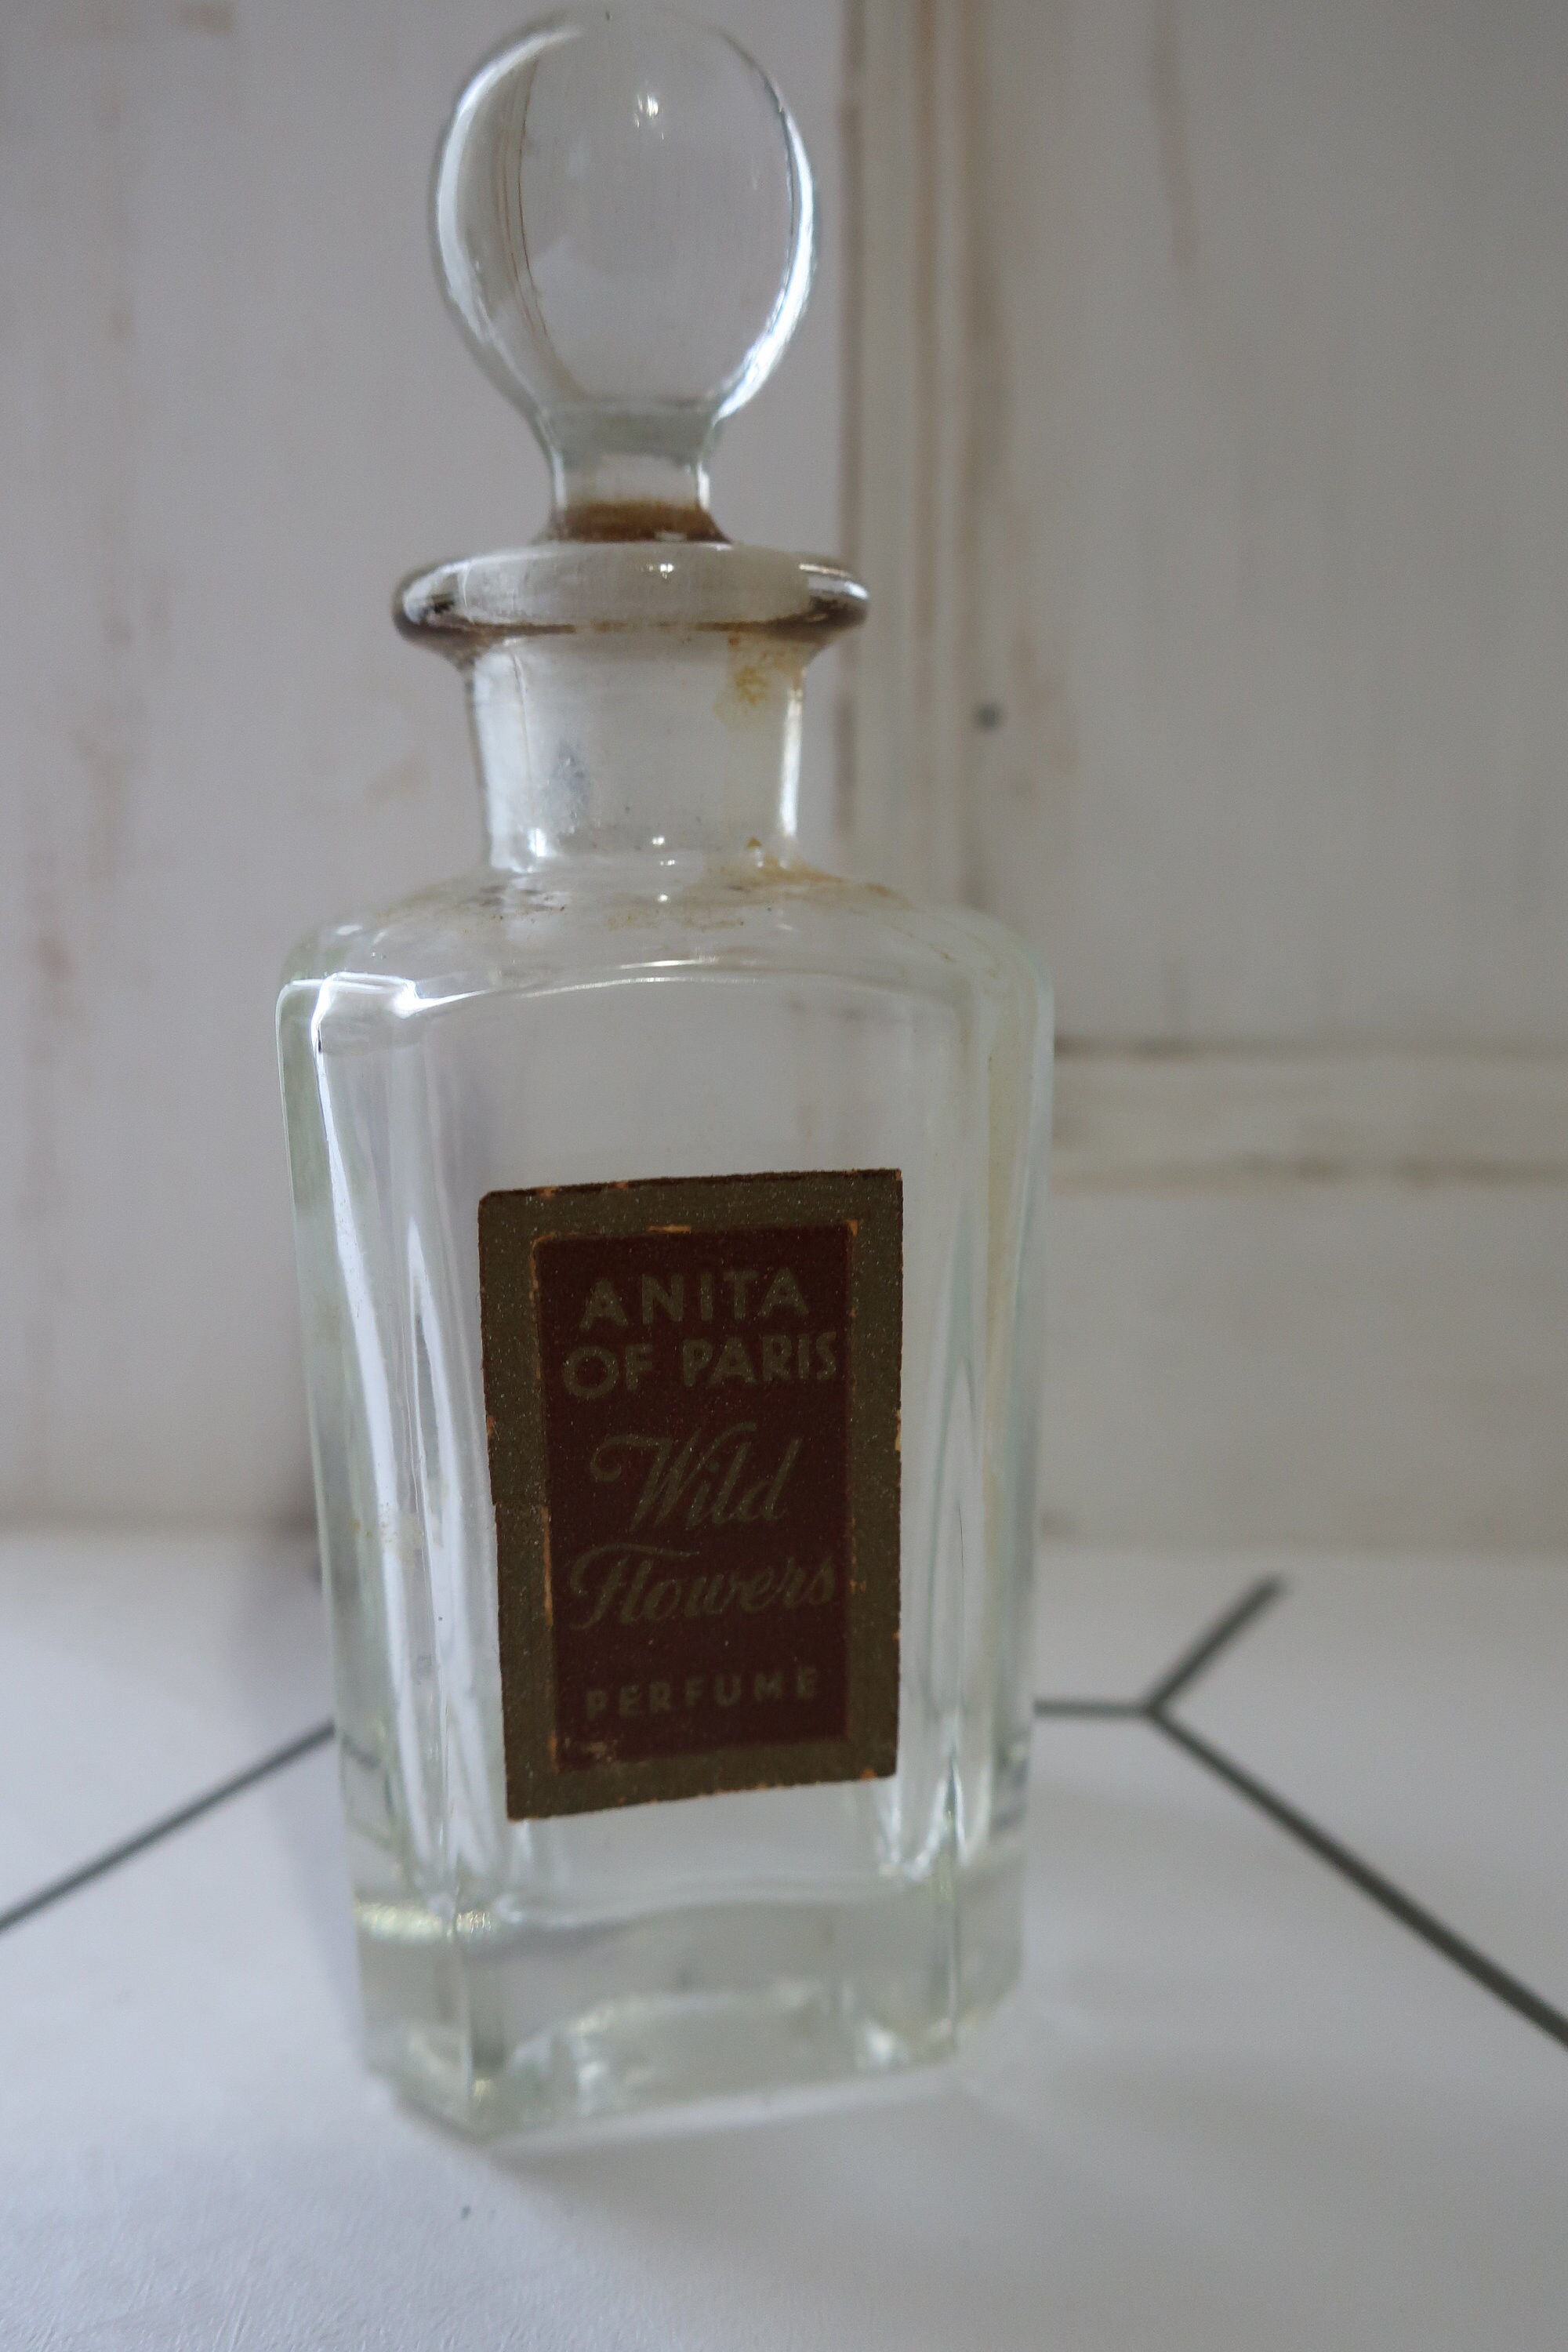 ANITA
OF PARIS
Wild
Flowers
PERFUME